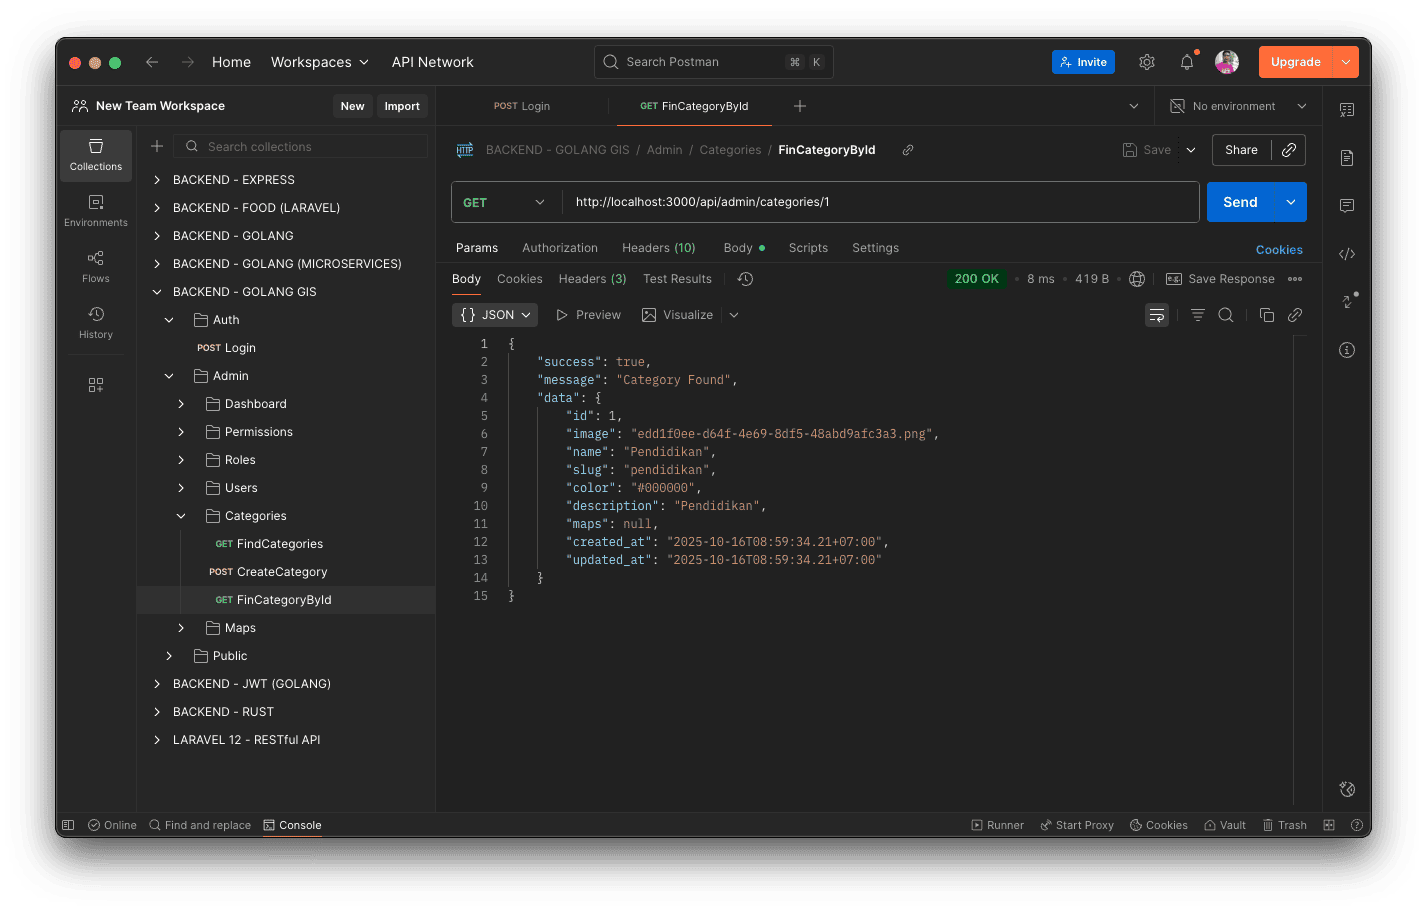 Home
Workspaces
API Network
Search Postman
⌘ K
Invite
Upgrade
New Team Workspace
New
Import
POST Login
GET FinCategoryById
No environment
Collections
Environments
Flows
History
Search collections
BACKEND - EXPRESS
BACKEND - FOOD (LARAVEL)
BACKEND - GOLANG
BACKEND - GOLANG (MICROSERVICES)
BACKEND - GOLANG GIS
Auth
POST Login
Admin
Dashboard
Permissions
Roles
Users
Categories
GET FindCategories
POST CreateCategory
GET FinCategoryById
Maps
Public
BACKEND - JWT (GOLANG)
BACKEND - RUST
LARAVEL 12 - RESTful API
HTTP BACKEND - GOLANG GIS / Admin / Categories / FinCategoryById
Save
Share
GET http://localhost:3000/api/admin/categories/1
Send
Params Authorization Headers (10) Body Scripts Settings
Cookies
Body Cookies Headers (3) Test Results
200 OK • 8 ms • 419 B •
e.g. Save Response
{} JSON Preview Visualize
1 {
2 "success": true,
3 "message": "Category Found",
4 "data": {
5 "id": 1,
6 "image": "edd1f0ee-d64f-4e69-8df5-48abd9afc3a3.png",
7 "name": "Pendidikan",
8 "slug": "pendidikan",
9 "color": "#000000",
10 "description": "Pendidikan",
11 "maps": null,
12 "created_at": "2025-10-16T08:59:34.21+07:00",
13 "updated_at": "2025-10-16T08:59:34.21+07:00"
14 }
15 }
Online
Find and replace
Console
Runner
Start Proxy
Cookies
Vault
Trash